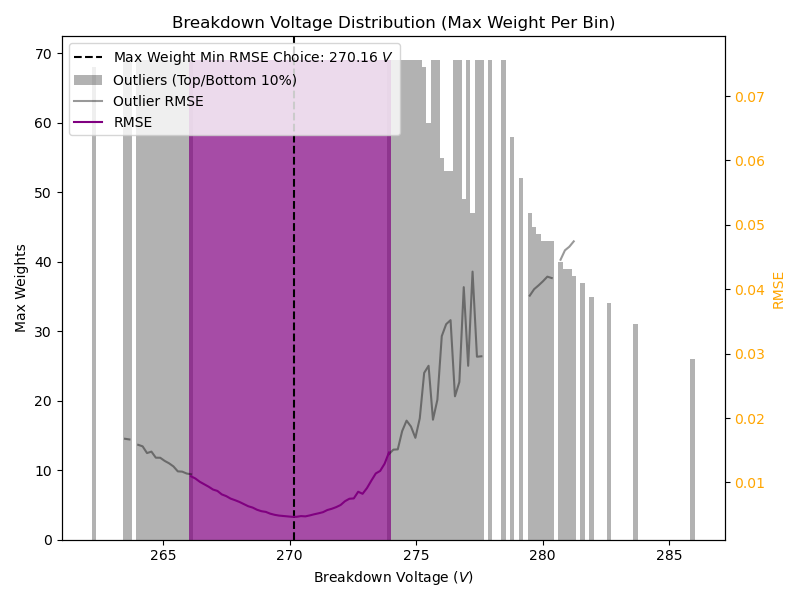 Breakdown Voltage Distribution (Max Weight Per Bin)
Max Weight Min RMSE Choice: 270.16 V
Outliers (Top/Bottom 10%)
Outlier RMSE
RMSE
Max Weights
70
60
50
40
30
20
10
0
0.07
0.06
0.05
0.04
0.03
0.02
0.01
RMSE
265 270 275 280 285
Breakdown Voltage (V)